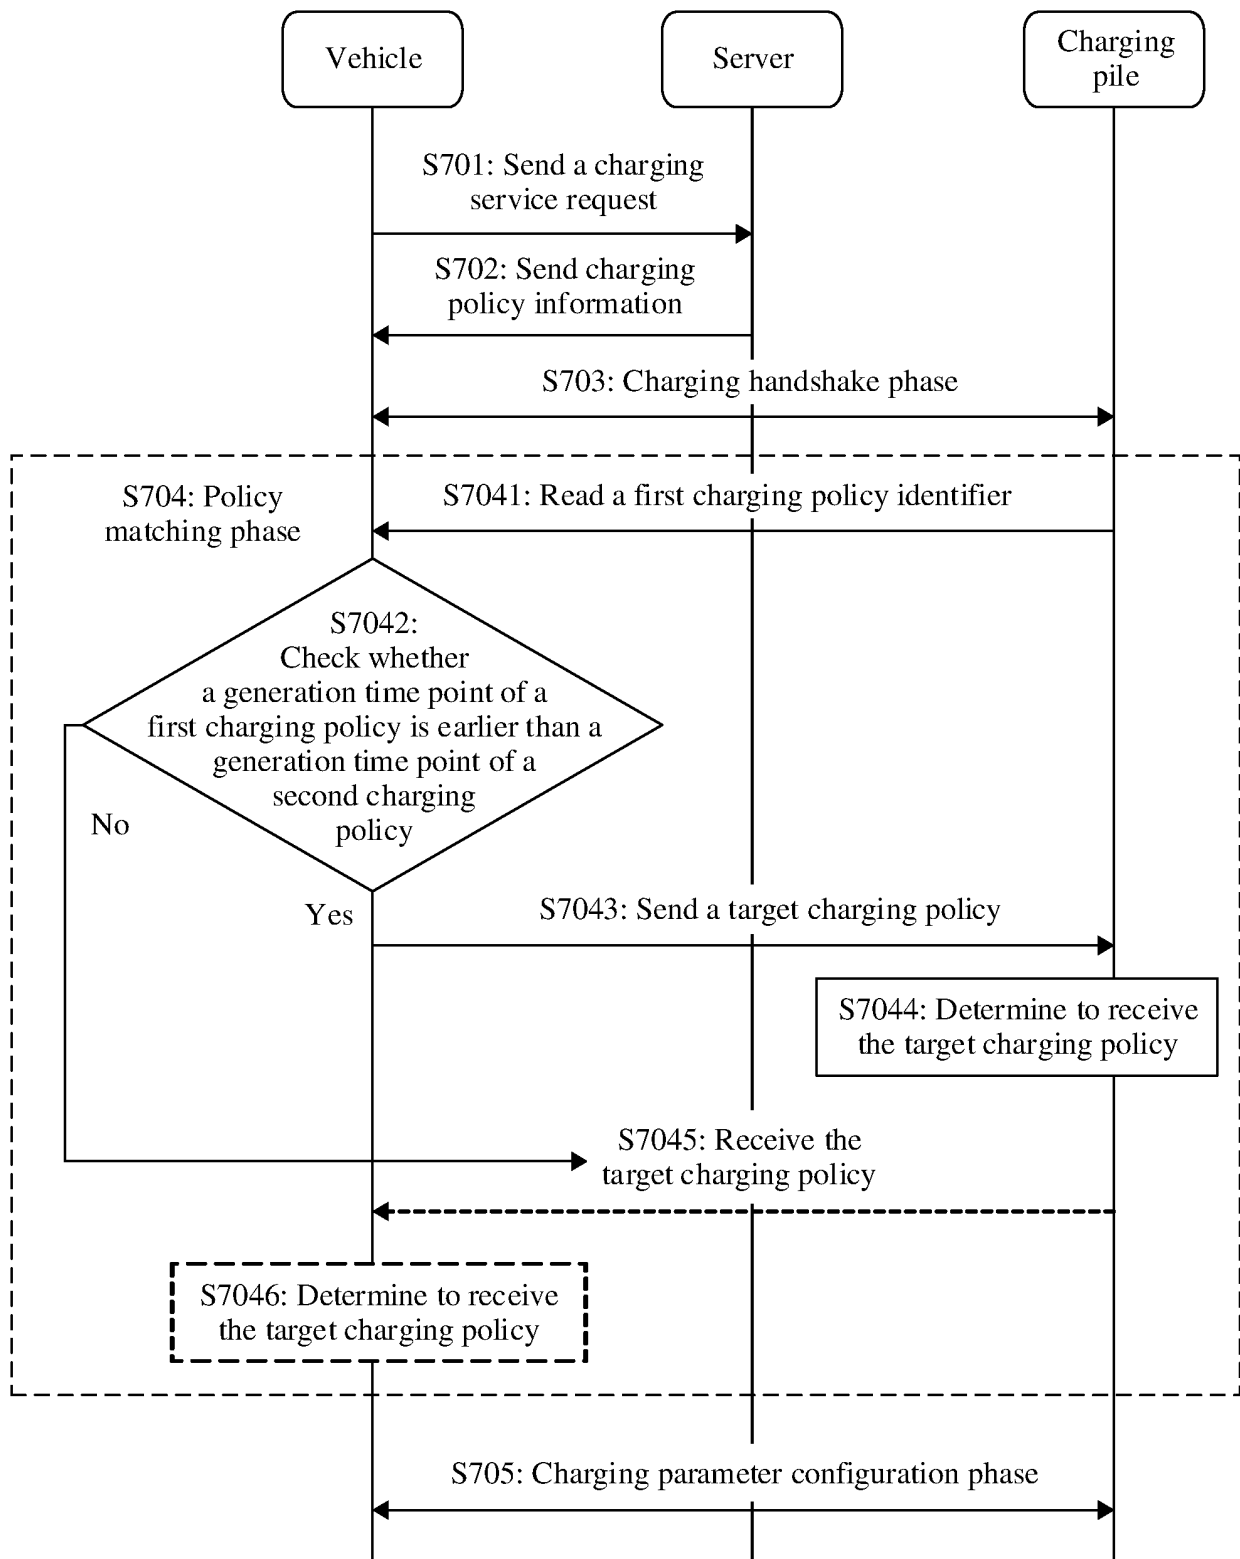 Vehicle
Server
Charging
pile
S701: Send a charging
service request
S702: Send charging
policy information
S703: Charging handshake phase
S704: Policy
matching phase
S7041: Read a first charging policy identifier
S7042:
Check whether
a generation time point of a
first charging policy is earlier than a
generation time point of a
second charging
policy
No
Yes
S7043: Send a target charging policy
S7044: Determine to receive
the target charging policy
S7045: Receive the
target charging policy
S7046: Determine to receive
the target charging policy
S705: Charging parameter configuration phase